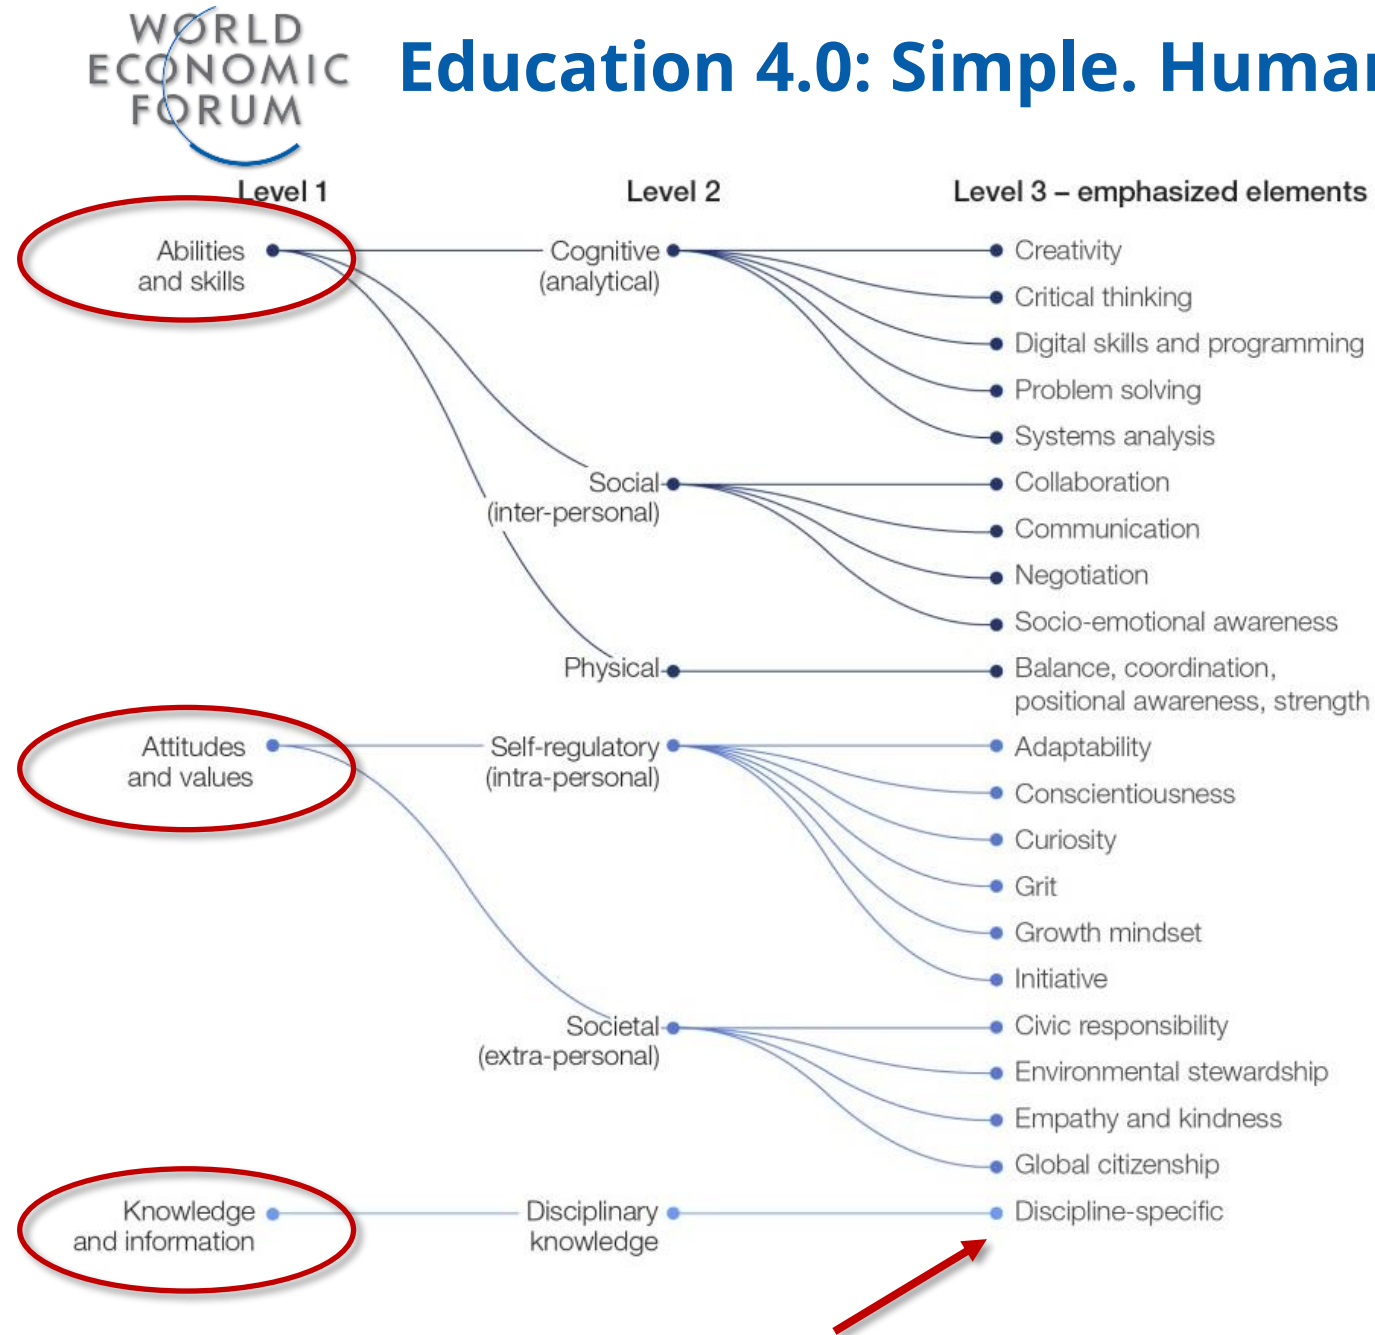 WORLD
ECONOMIC
FORUM
Education 4.0: Simple. Human
Level 1
Level 2
Level 3 – emphasized elements
Abilities
and skills
Cognitive
(analytical)
Creativity
Critical thinking
Digital skills and programming
Problem solving
Systems analysis
Social
(inter-personal)
Collaboration
Communication
Negotiation
Socio-emotional awareness
Physical
Balance, coordination,
positional awareness, strength
Attitudes
and values
Self-regulatory
(intra-personal)
Adaptability
Conscientiousness
Curiosity
Grit
Growth mindset
Initiative
Societal
(extra-personal)
Civic responsibility
Environmental stewardship
Empathy and kindness
Global citizenship
Knowledge
and information
Disciplinary
knowledge
Discipline-specific